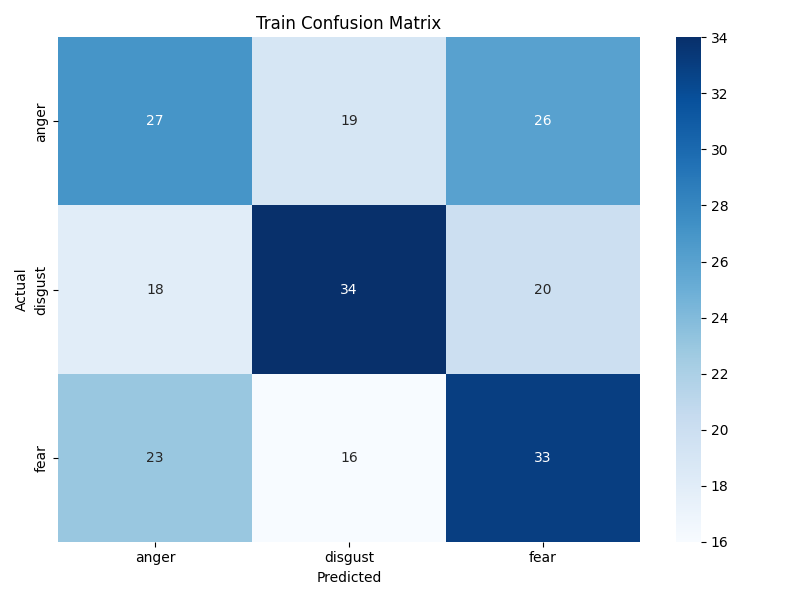 Train Confusion Matrix
Actual
anger
27 19 26
disgust
18 34 20
fear
23 16 33
anger disgust fear
Predicted
34
32
30
28
26
24
22
20
18
16